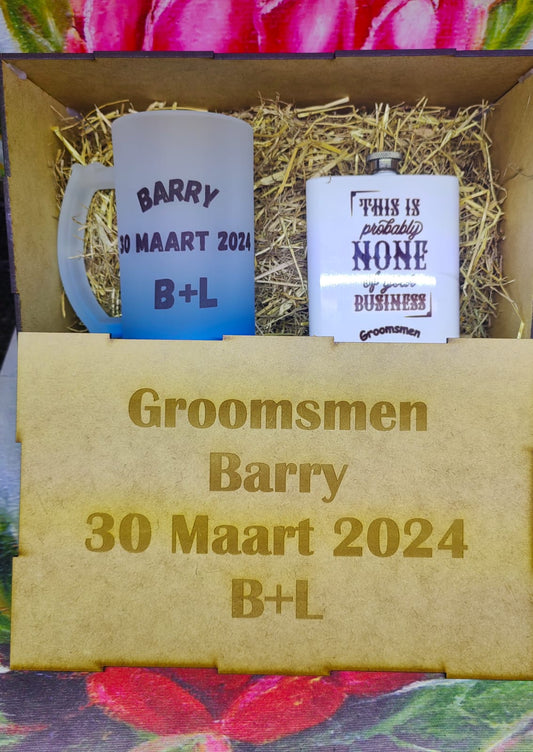 BARRY
30 MAART 2024
B+L
THIS IS
probably
NONE
of your
BUSINESS
Groomsmen
Groomsmen
Barry
30 Maart 2024
B+L